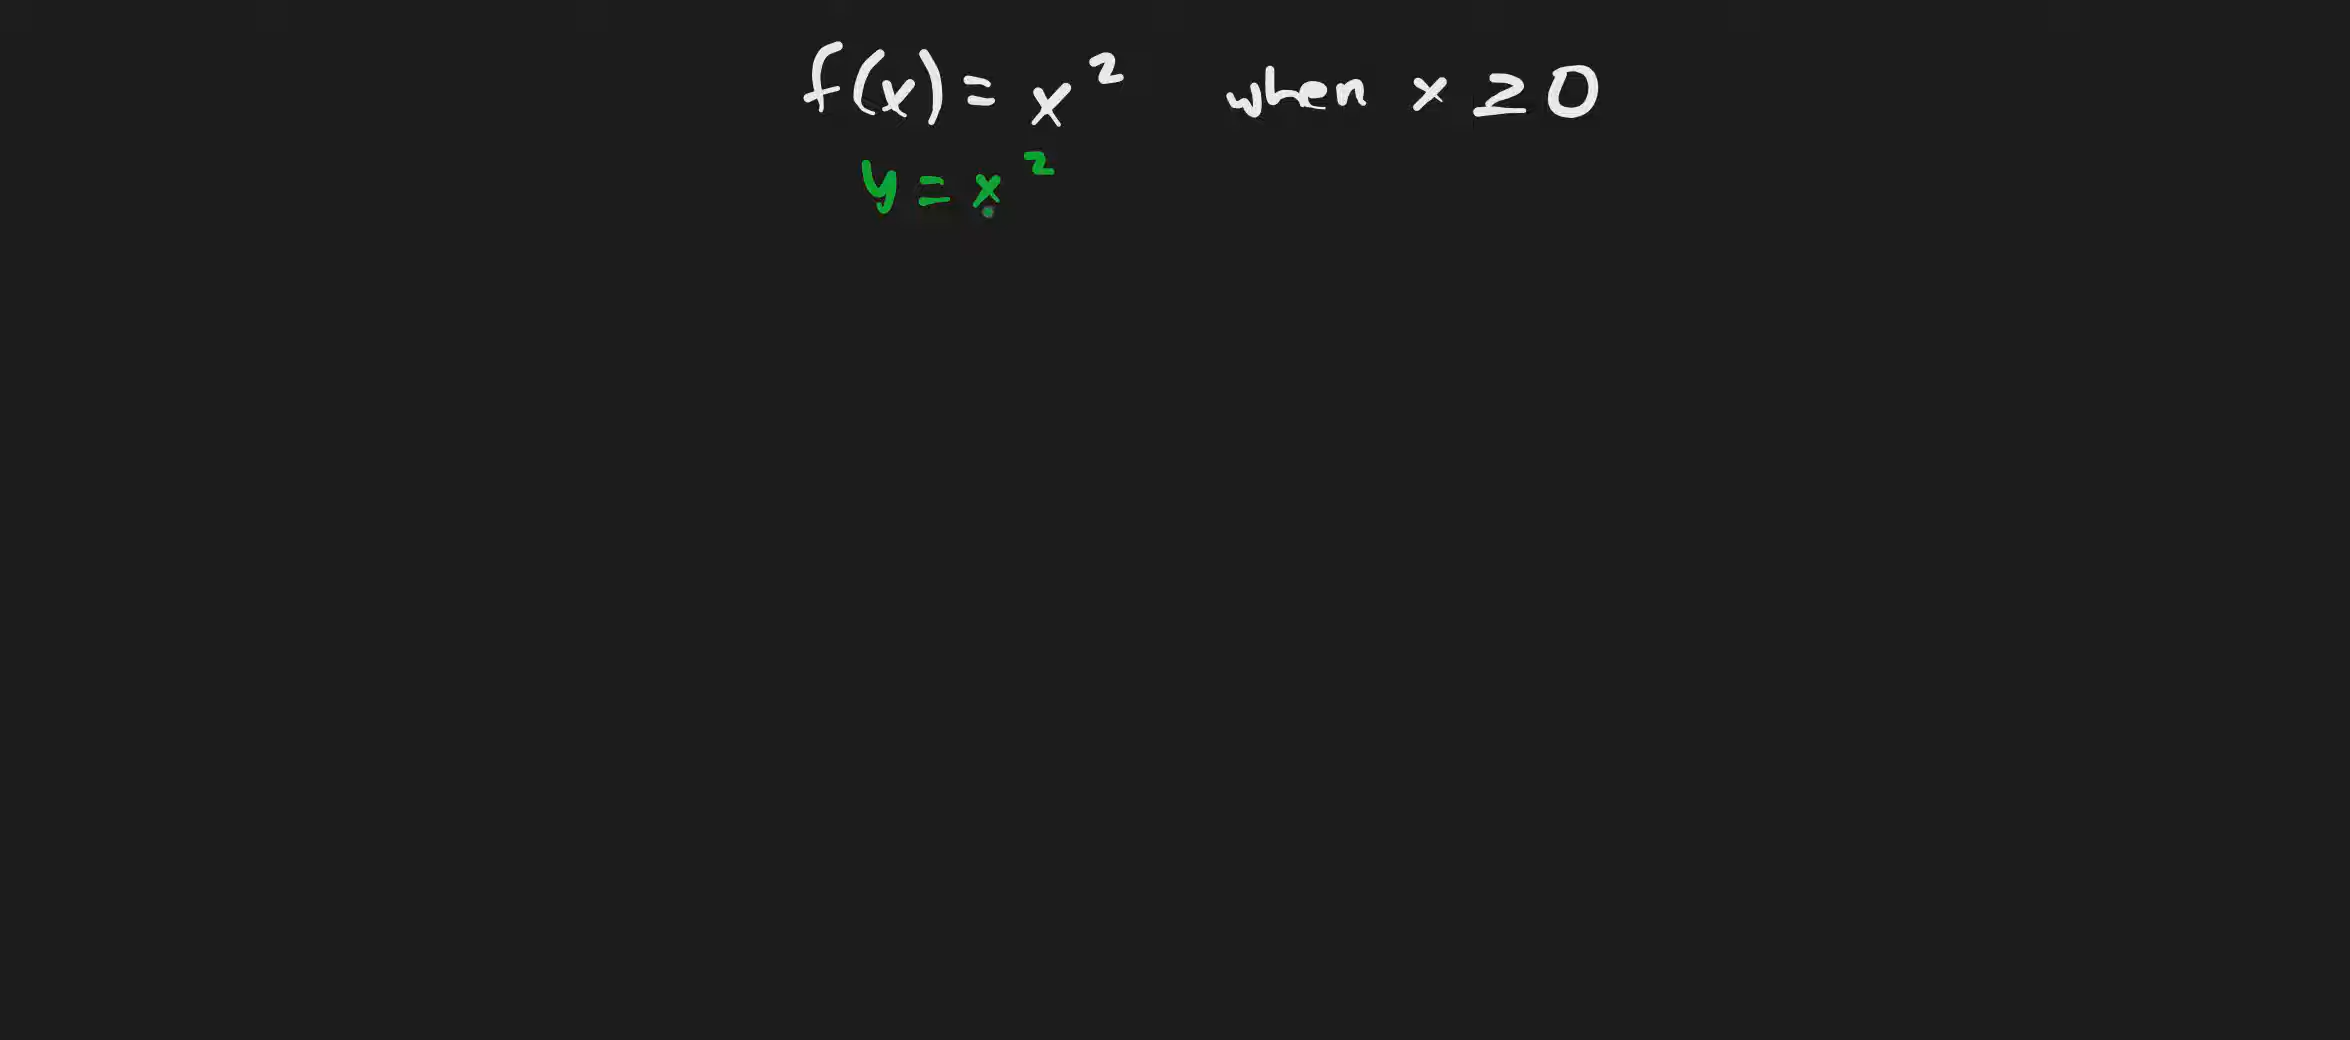 f(x) = x² when x ≥ 0
y = x²